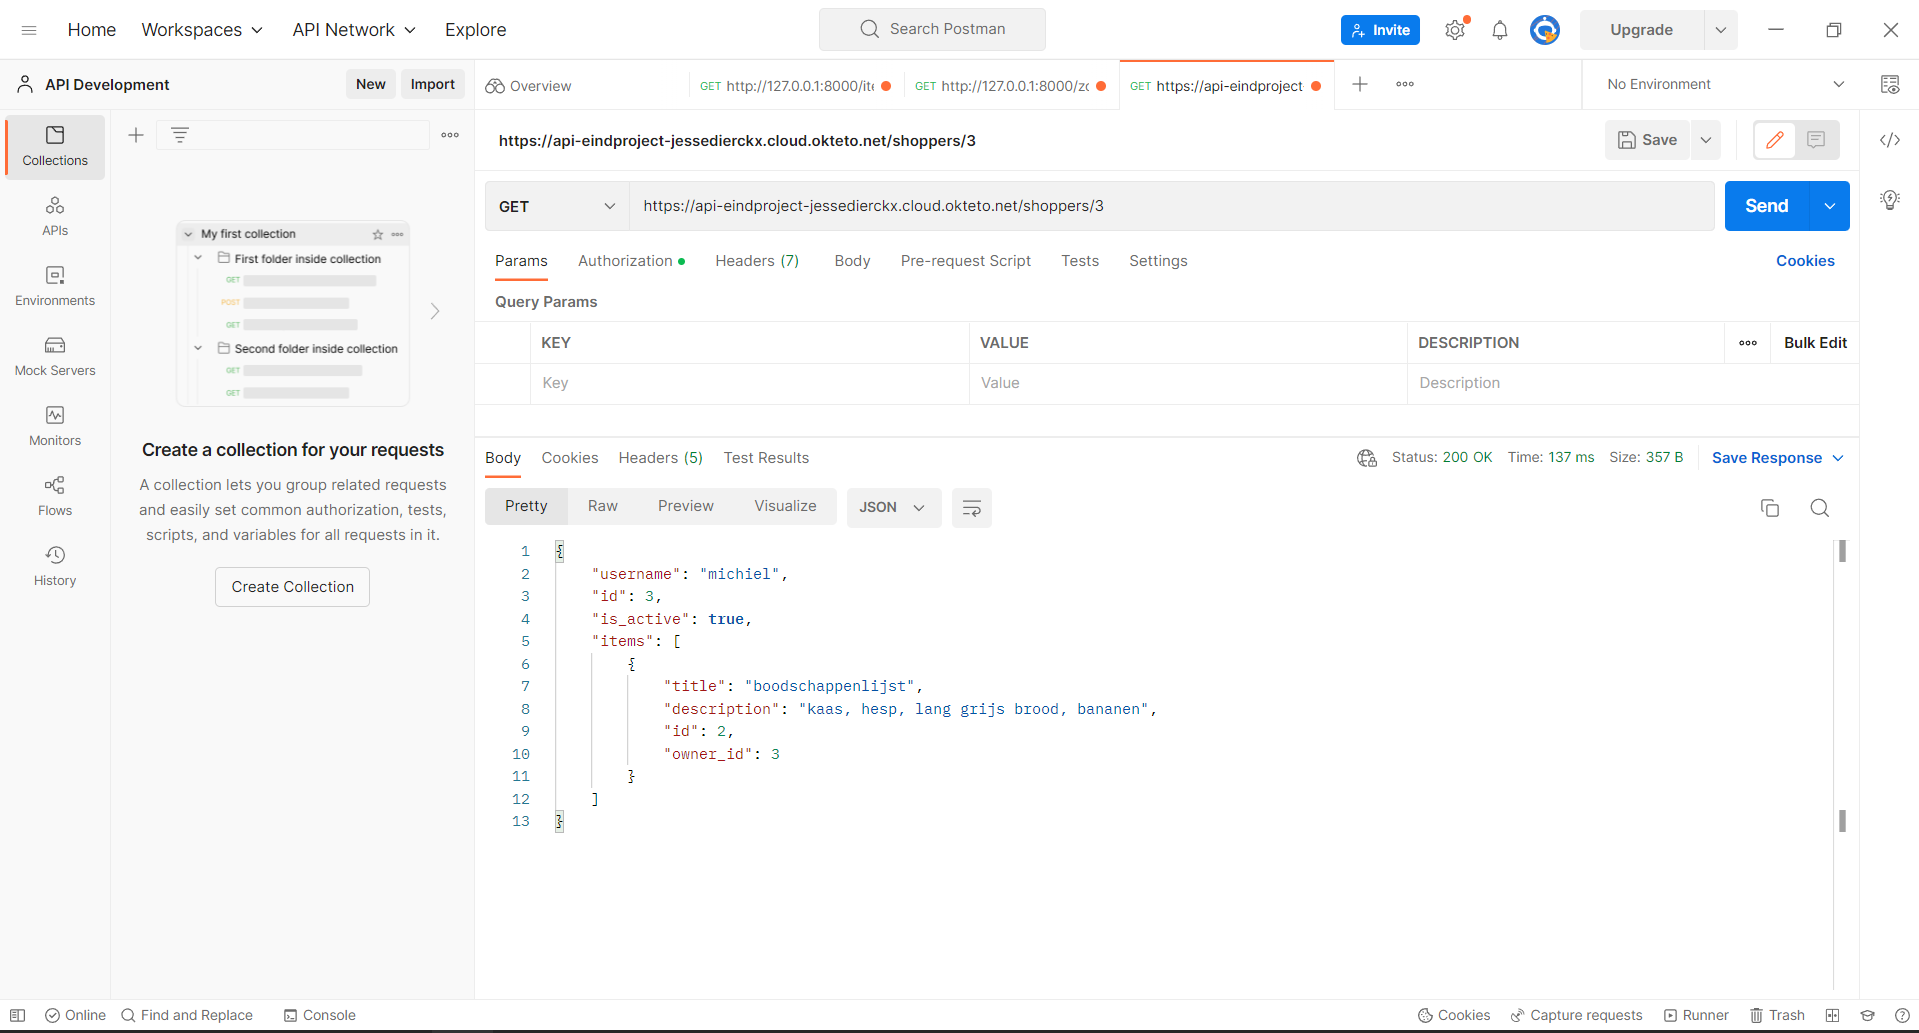 Home Workspaces API Network Explore Search Postman Invite Upgrade
API Development New Import Overview GET http://127.0.0.1:8000/ite GET http://127.0.0.1:8000/zo GET https://api-eindproject No Environment
https://api-eindproject-jessedierckx.cloud.okteto.net/shoppers/3 Save
Collections
APIs
Environments
Mock Servers
Monitors
Flows
History
My first collection
First folder inside collection
GET
POST
GET
Second folder inside collection
GET
GET
Create a collection for your requests
A collection lets you group related requests
and easily set common authorization, tests,
scripts, and variables for all requests in it.
Create Collection
GET https://api-eindproject-jessedierckx.cloud.okteto.net/shoppers/3 Send
Params Authorization Headers (7) Body Pre-request Script Tests Settings Cookies
Query Params
KEY VALUE DESCRIPTION Bulk Edit
Key Value Description
Body Cookies Headers (5) Test Results Status: 200 OK Time: 137 ms Size: 357 B Save Response
Pretty Raw Preview Visualize JSON
1 {
2 "username": "michiel",
3 "id": 3,
4 "is_active": true,
5 "items": [
6 {
7 "title": "boodschappenlijst",
8 "description": "kaas, hesp, lang grijs brood, bananen",
9 "id": 2,
10 "owner_id": 3
11 }
12 ]
13 }
Online Find and Replace Console Cookies Capture requests Runner Trash